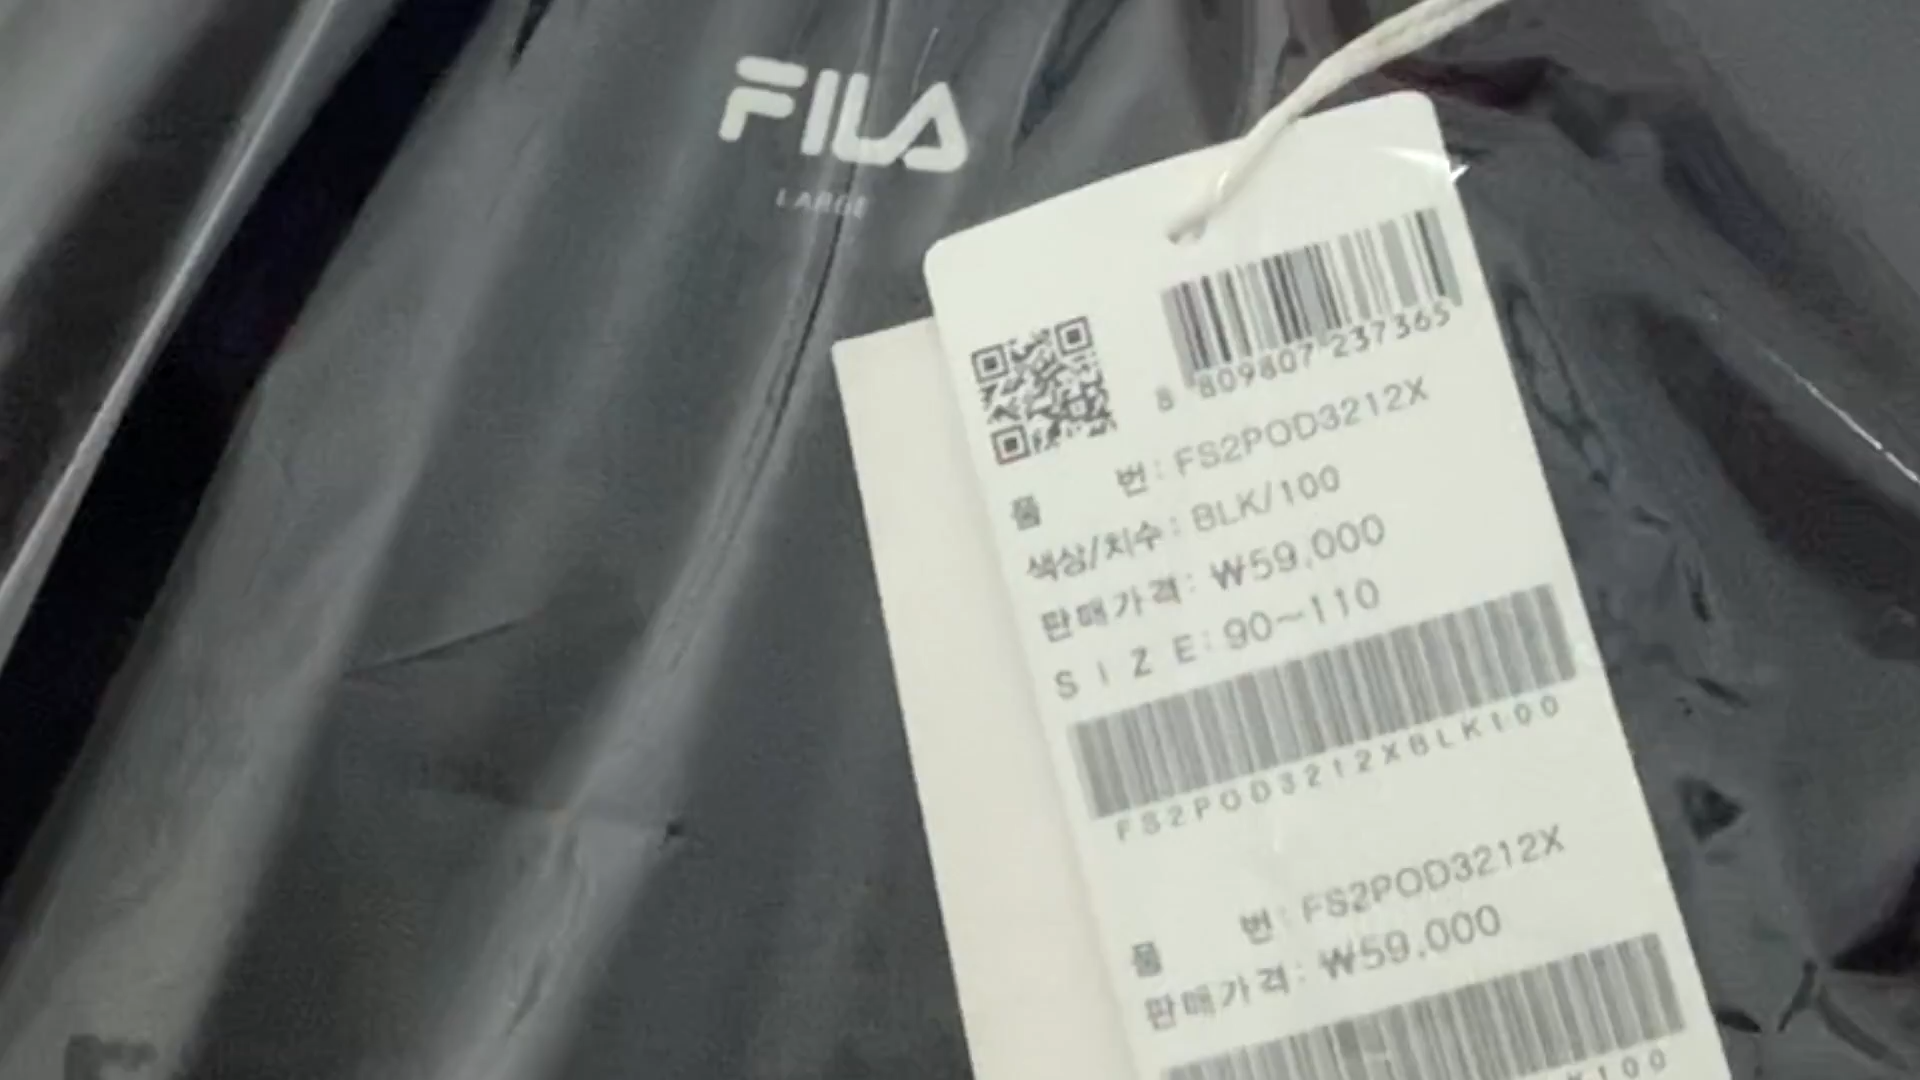 FILA
LARGE
8 809807 237365
품 번 : FS2POD3212X
색상/치수 : BLK/100
판매가격 : ₩59,000
S I Z E : 90~110
FS2POD3212XBLK100
품 번 : FS2POD3212X
판매가격 : ₩59,000
K100